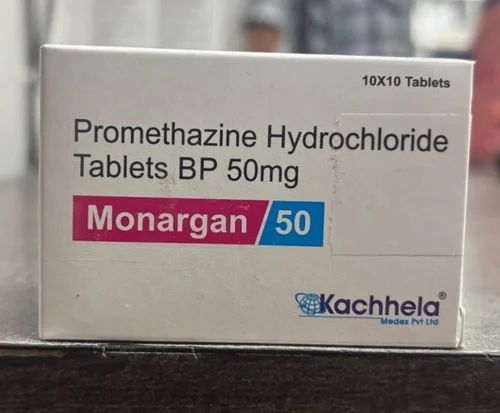 10X10 Tablets
Promethazine Hydrochloride
Tablets BP 50mg
Monargan 50
Kachhela®
Medex Pvt Ltd